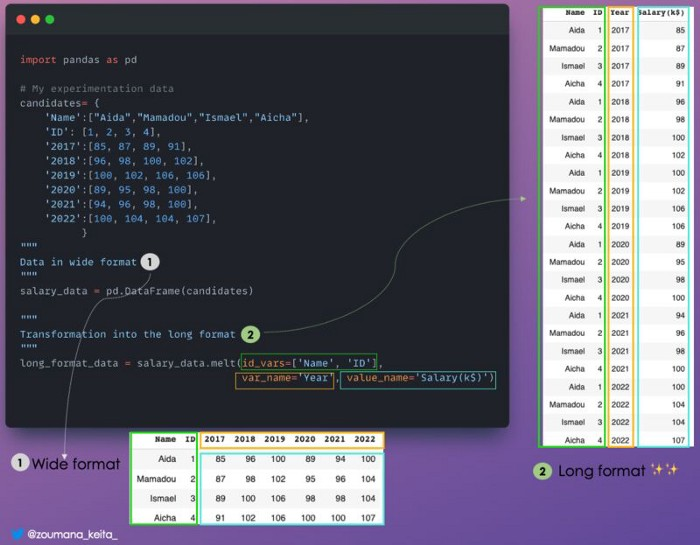 import pandas as pd
# My experimentation data
candidates= {
'Name':["Aida","Mamadou","Ismael","Aicha"],
'ID': [1, 2, 3, 4],
'2017':[85, 87, 89, 91],
'2018':[96, 98, 100, 102],
'2019':[100, 102, 106, 106],
'2020':[89, 95, 98, 100],
'2021':[94, 96, 98, 100],
'2022':[100, 104, 104, 107],
}
"""
Data in wide format 1
"""
salary_data = pd.DataFrame(candidates)
"""
Transformation into the long format 2
"""
long_format_data = salary_data.melt(id_vars=['Name', 'ID'],
var_name='Year', value_name='Salary(k$)')
1 Wide format
Name ID 2017 2018 2019 2020 2021 2022
Aida 1 85 96 100 89 94 100
Mamadou 2 87 98 102 95 96 104
Ismael 3 89 100 106 98 98 104
Aicha 4 91 102 106 100 100 107
@zoumana_keita_
Name ID Year Salary(k$)
Aida 1 2017 85
Mamadou 2 2017 87
Ismael 3 2017 89
Aicha 4 2017 91
Aida 1 2018 96
Mamadou 2 2018 98
Ismael 3 2018 100
Aicha 4 2018 102
Aida 1 2019 100
Mamadou 2 2019 102
Ismael 3 2019 106
Aicha 4 2019 106
Aida 1 2020 89
Mamadou 2 2020 95
Ismael 3 2020 98
Aicha 4 2020 100
Aida 1 2021 94
Mamadou 2 2021 96
Ismael 3 2021 98
Aicha 4 2021 100
Aida 1 2022 100
Mamadou 2 2022 104
Ismael 3 2022 104
Aicha 4 2022 107
2 Long format ✨✨